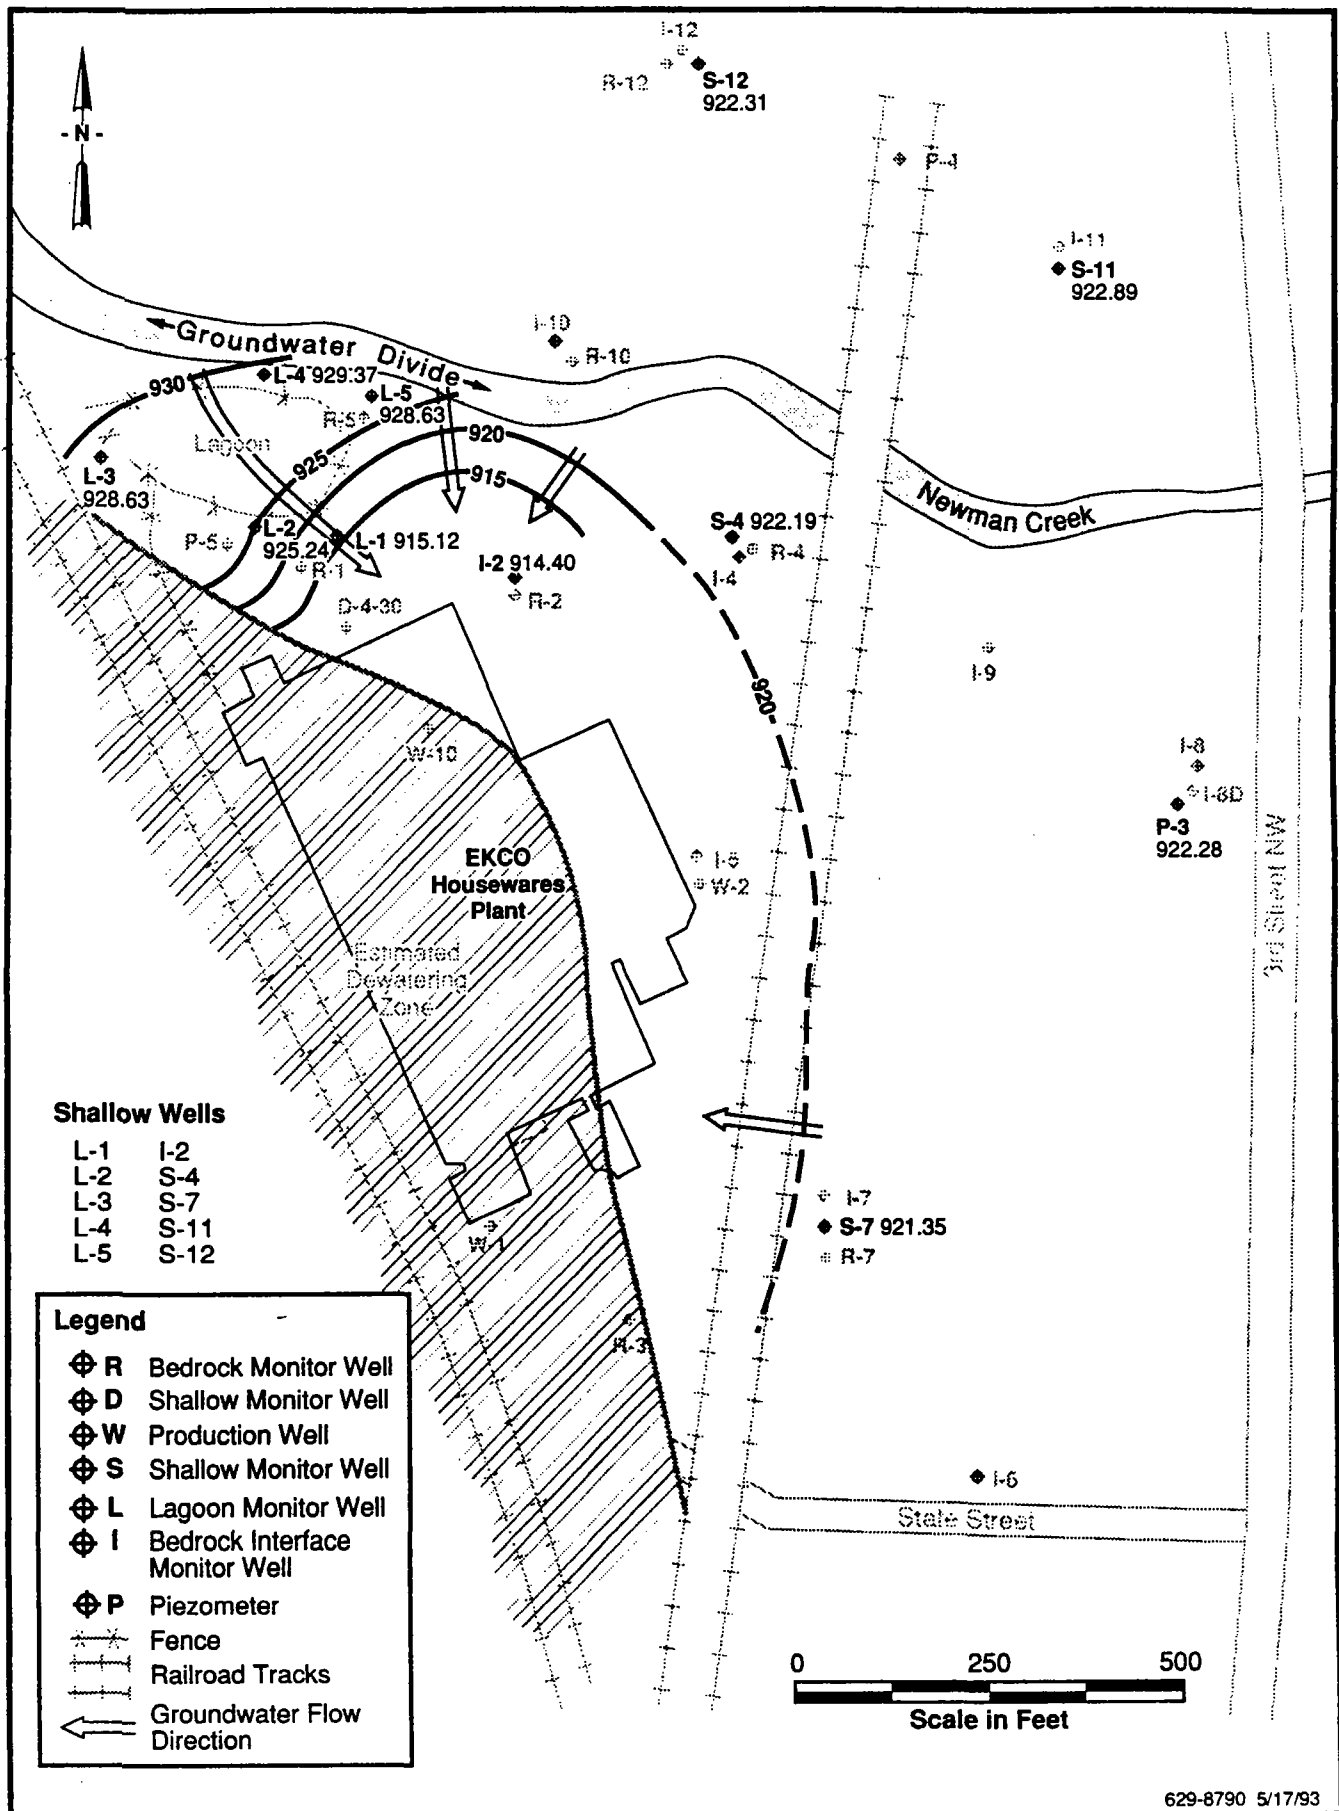 I-12
R-12
S-12
922.31
- N -
P-4
I-11
S-11
922.89
Groundwater Divide
I-10
R-10
930
L-4 929.37
L-5
928.63
R-5
Lagoon
920
925
915
L-3
928.63
Newman Creek
P-5
L-2
925.24
L-1 915.12
R-1
S-4 922.19
R-4
I-4
I-2 914.40
R-2
D-4-30
I-9
920
W-10
I-8
I-8D
P-3
922.28
3rd Street NW
EKCO
Housewares
Plant
I-5
W-2
Estimated
Dewatering
Zone
Shallow Wells
L-1 I-2
L-2 S-4
L-3 S-7
L-4 S-11
L-5 S-12
I-7
S-7 921.35
R-7
W-1
R-3
Legend
R Bedrock Monitor Well
D Shallow Monitor Well
W Production Well
S Shallow Monitor Well
L Lagoon Monitor Well
I Bedrock Interface
Monitor Well
P Piezometer
Fence
Railroad Tracks
Groundwater Flow
Direction
I-6
State Street
0 250 500
Scale in Feet
629-8790 5/17/93